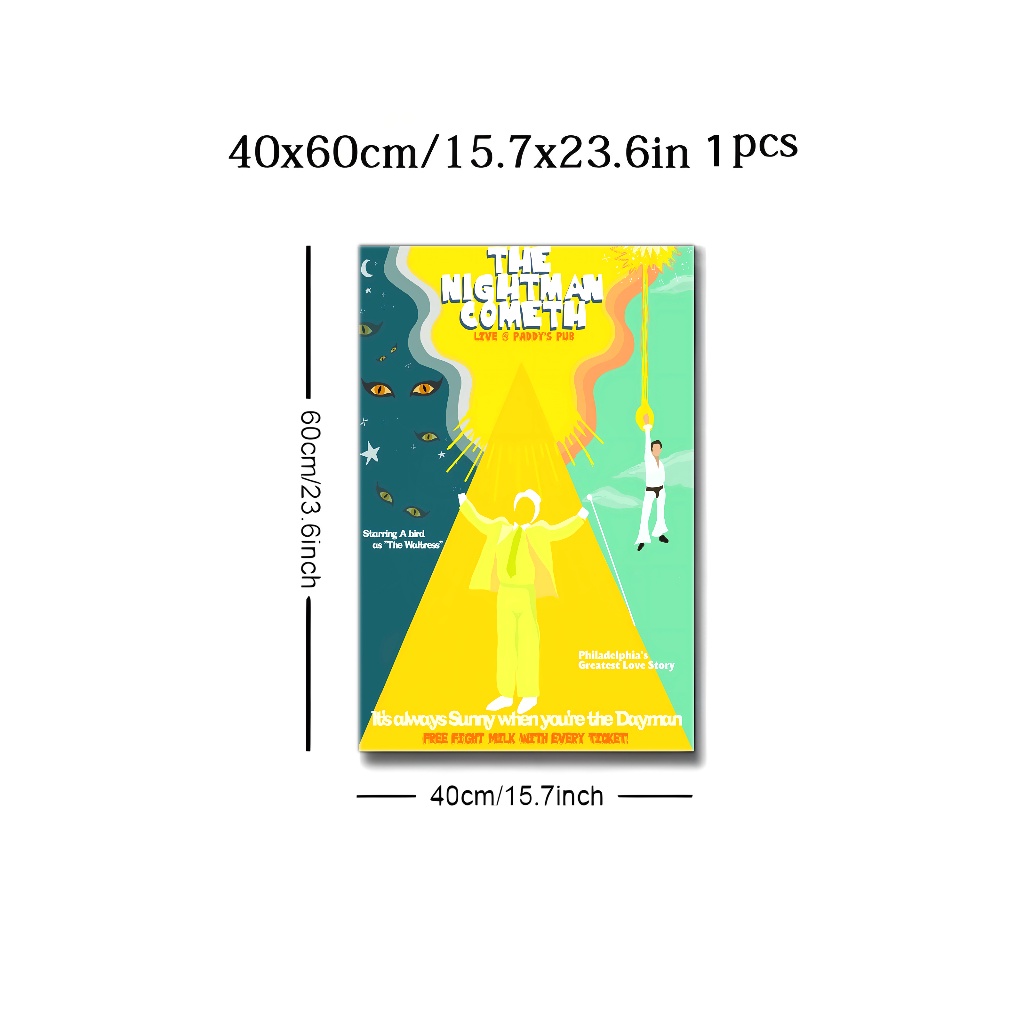 40x60cm/15.7x23.6in 1pcs
THE
NIGHTMAN
COMETH
LIVE @ PADDY'S PUB
60cm/23.6inch
Starring A bird
as "The Waitress"
Philadelphia's
Greatest Love Story
It's always Sunny when you're the Dayman
FREE FIGHT MILK WITH EVERY TICKET!
40cm/15.7inch